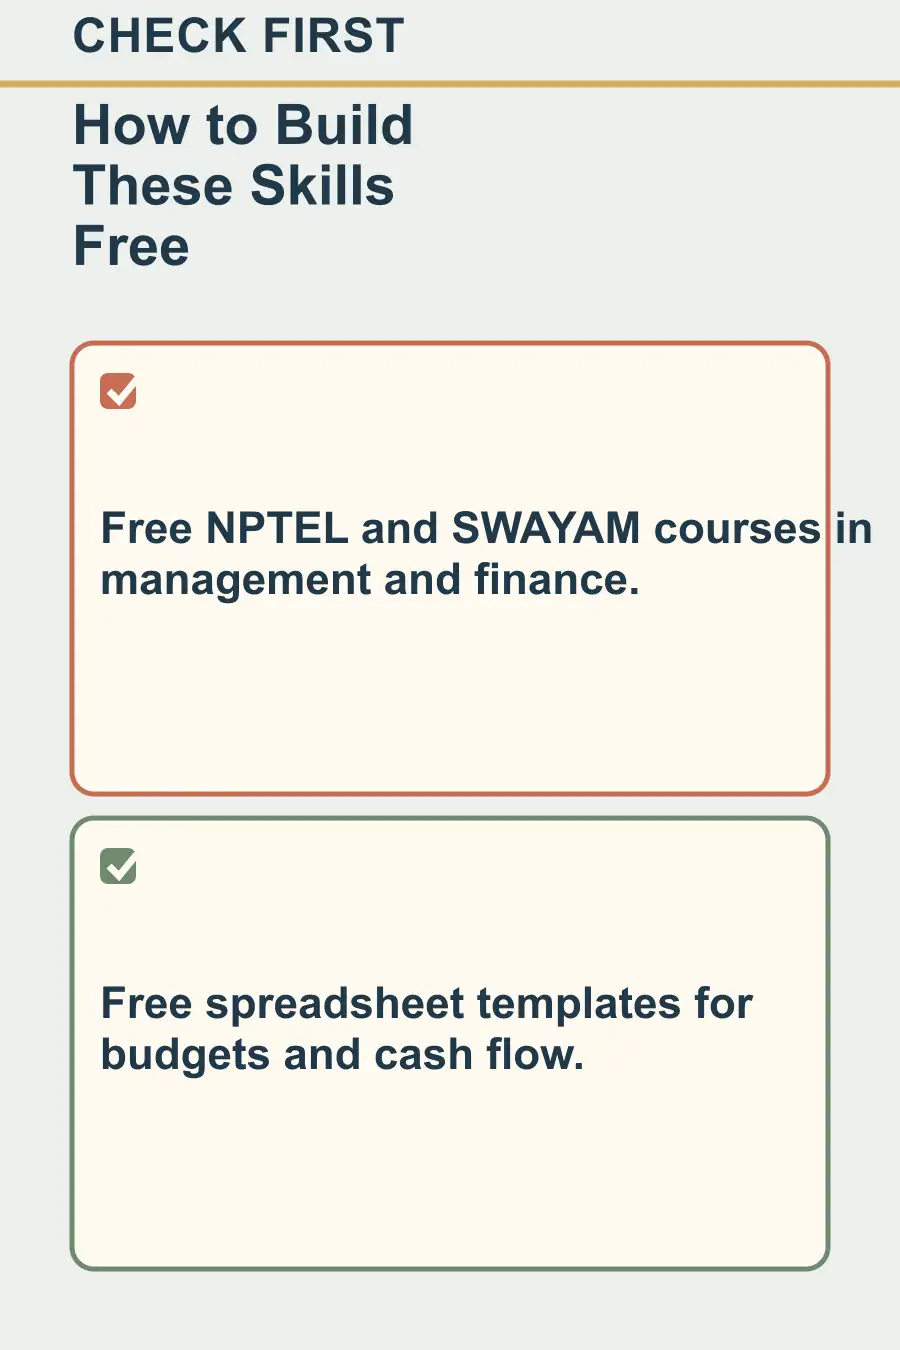 CHECK FIRST
How to Build
These Skills
Free
Free NPTEL and SWAYAM courses in
management and finance.
Free spreadsheet templates for
budgets and cash flow.